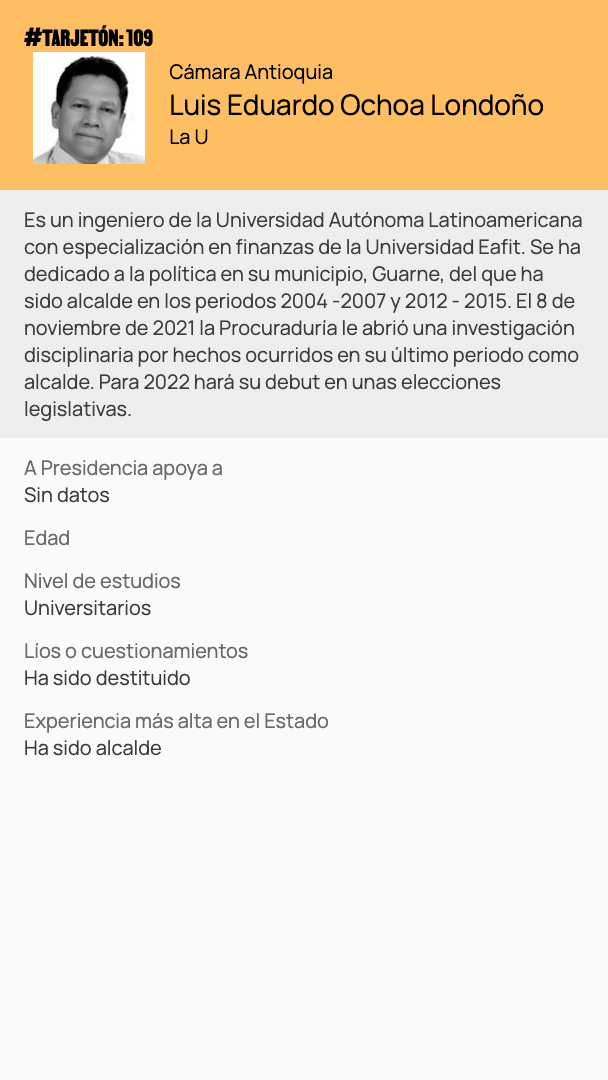 #TARJETÓN: 109
Cámara Antioquia
Luis Eduardo Ochoa Londoño
La U
Es un ingeniero de la Universidad Autónoma Latinoamericana
con especialización en finanzas de la Universidad Eafit. Se ha
dedicado a la política en su municipio, Guarne, del que ha
sido alcalde en los periodos 2004 -2007 y 2012 - 2015. El 8 de
noviembre de 2021 la Procuraduría le abrió una investigación
disciplinaria por hechos ocurridos en su último periodo como
alcalde. Para 2022 hará su debut en unas elecciones
legislativas.
A Presidencia apoya a
Sin datos
Edad
Nivel de estudios
Universitarios
Líos o cuestionamientos
Ha sido destituido
Experiencia más alta en el Estado
Ha sido alcalde